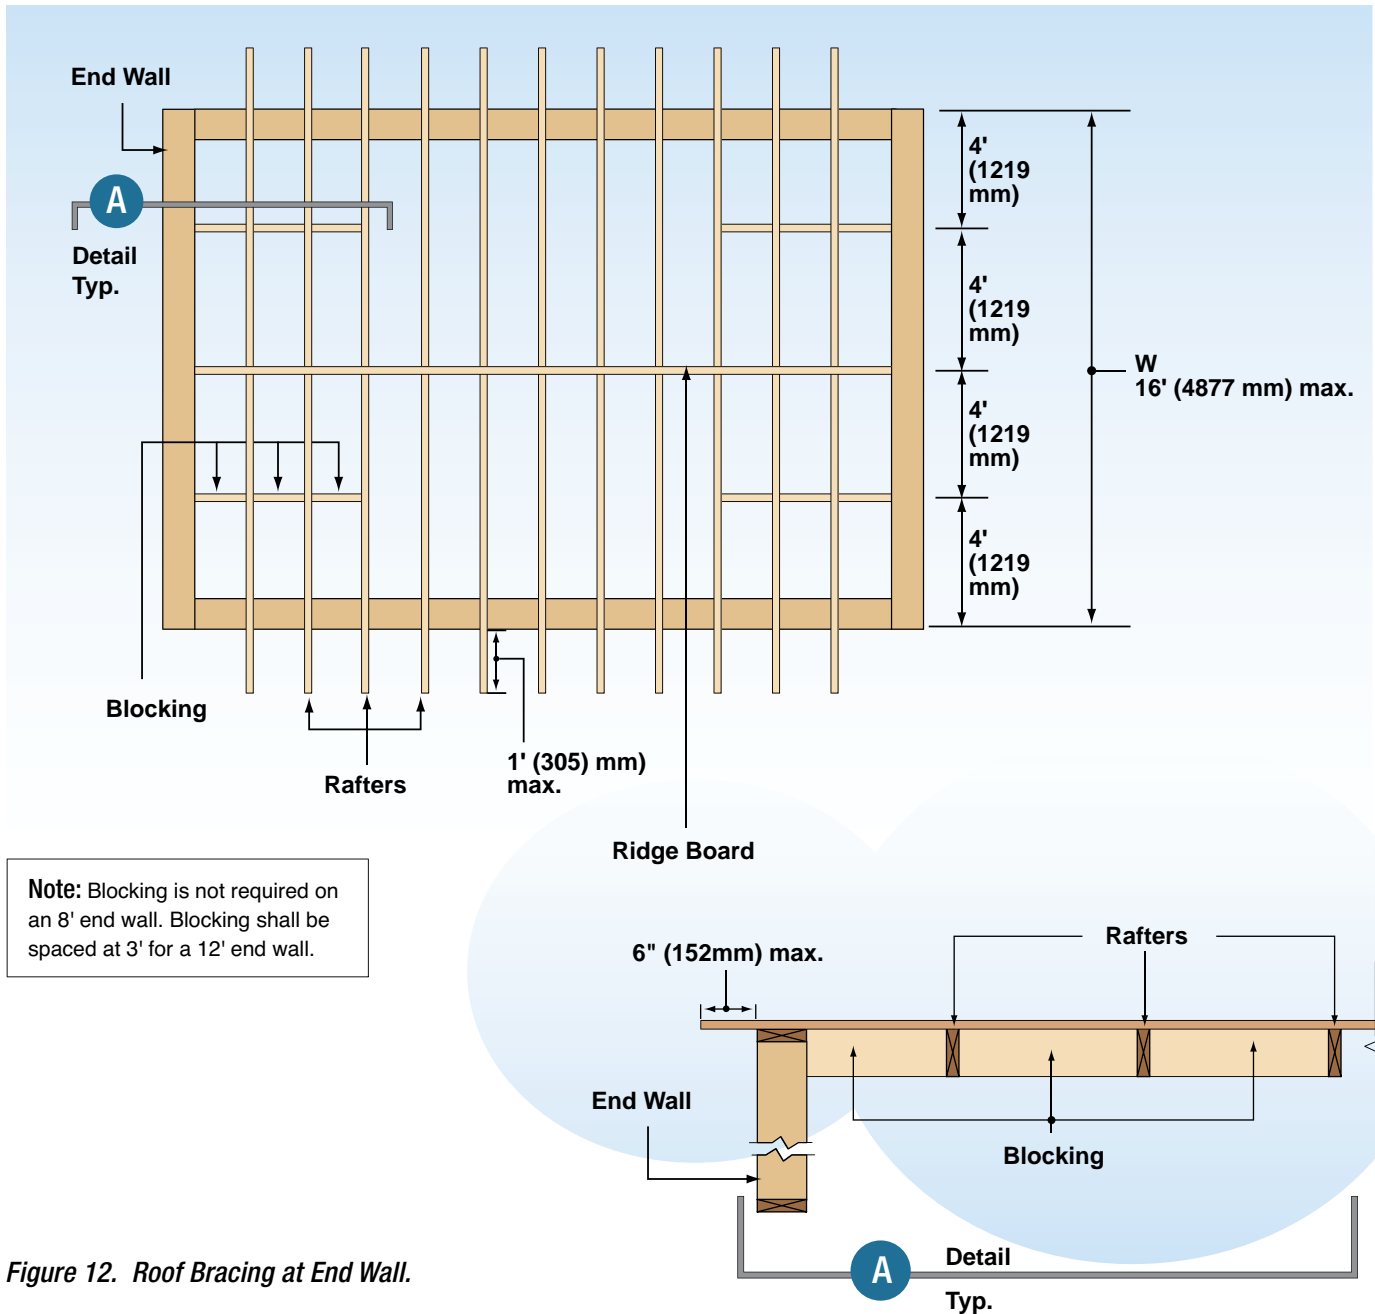 End Wall
A
Detail
Typ.
4'
(1219
mm)
4'
(1219
mm)
W
16' (4877 mm) max.
4'
(1219
mm)
4'
(1219
mm)
Blocking
Rafters
1' (305) mm)
max.
Ridge Board
Note: Blocking is not required on
an 8' end wall. Blocking shall be
spaced at 3' for a 12' end wall.
6" (152mm) max.
Rafters
End Wall
Blocking
A
Detail
Typ.
Figure 12. Roof Bracing at End Wall.